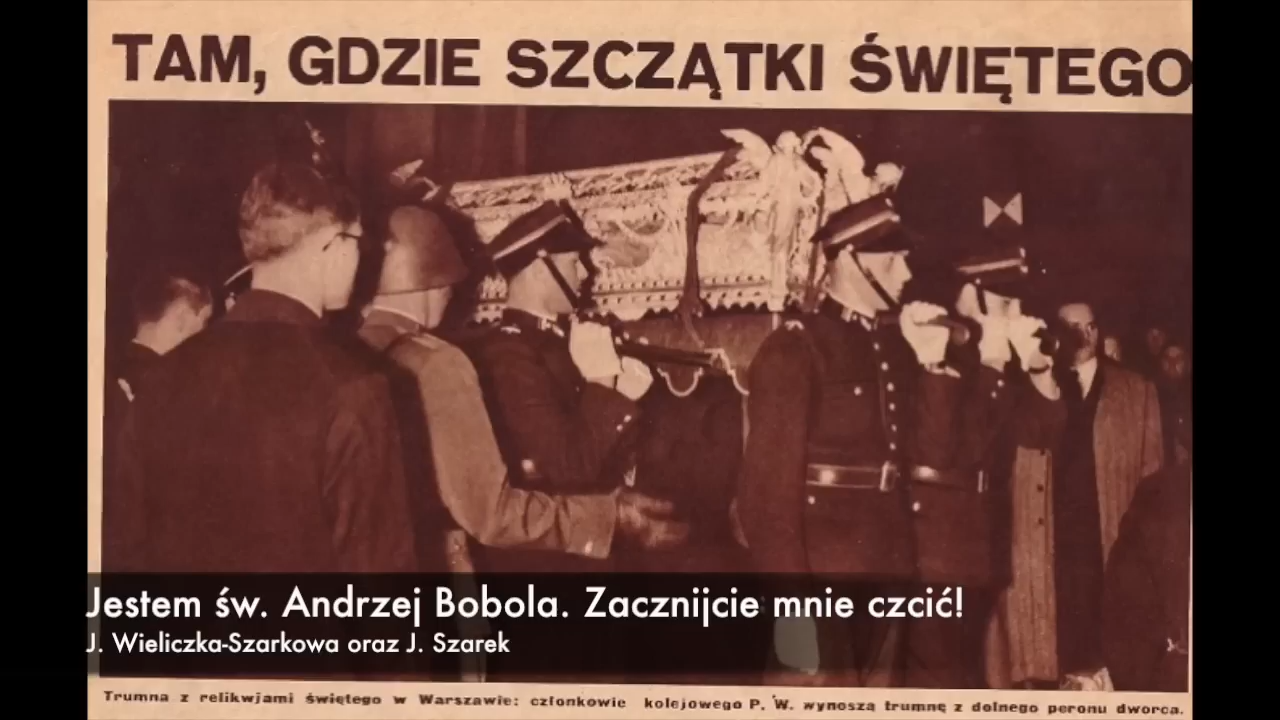 TAM, GDZIE SZCZĄTKI ŚWIĘTEGO
Jestem św. Andrzej Bobola. Zacznijcie mnie czcić!
J. Wieliczka-Szarkowa oraz J. Szarek
Trumna z relikwjami świętego w Warszawie: członkowie kolejowego P. W. wynoszą trumnę z dolnego peronu dworca.